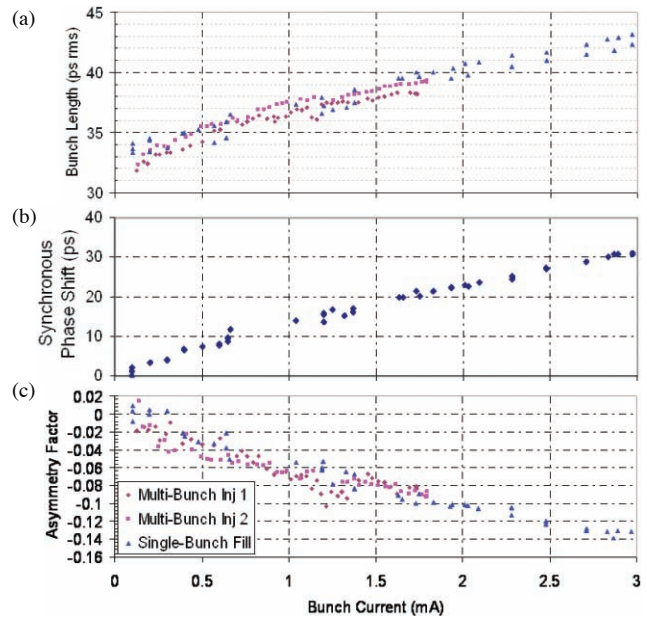 (a)
Bunch Length (ps rms)
45
40
35
30
(b)
Synchronous
Phase Shift (ps)
40
30
20
10
0
(c)
Asymmetry Factor
0.02
0
-0.02
-0.04
-0.06
-0.08
-0.1
-0.12
-0.14
-0.16
Multi-Bunch Inj 1
Multi-Bunch Inj 2
Single-Bunch Fill
0 0.5 1 1.5 2 2.5 3
Bunch Current (mA)